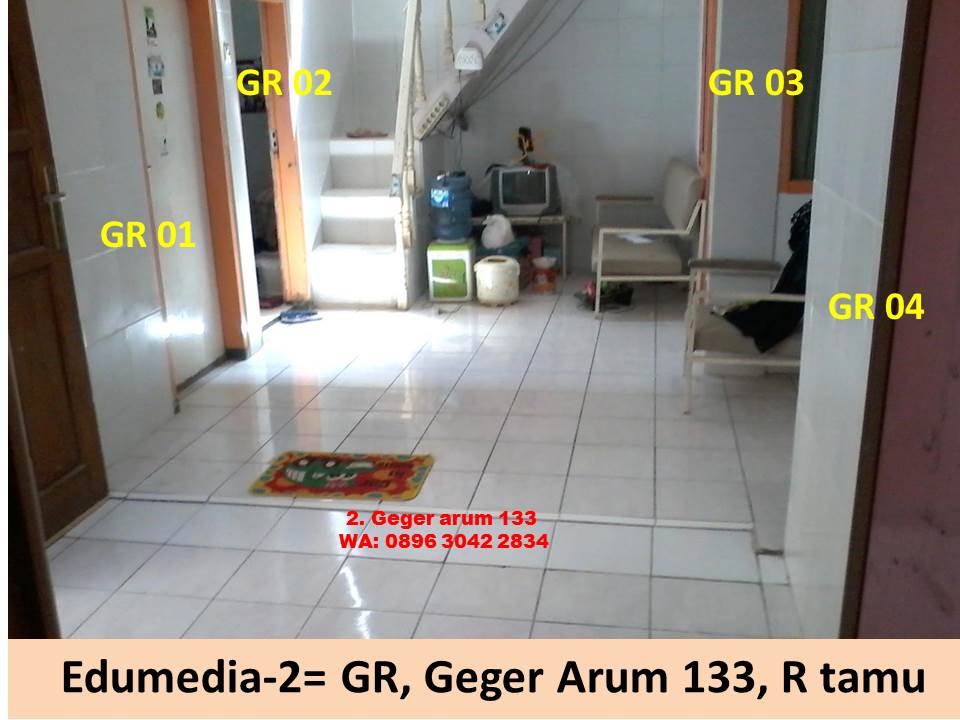 GR 02
GR 03
GR 01
GR 04
2. Geger arum 133
WA: 0896 3042 2834
Edumedia-2= GR, Geger Arum 133, R tamu